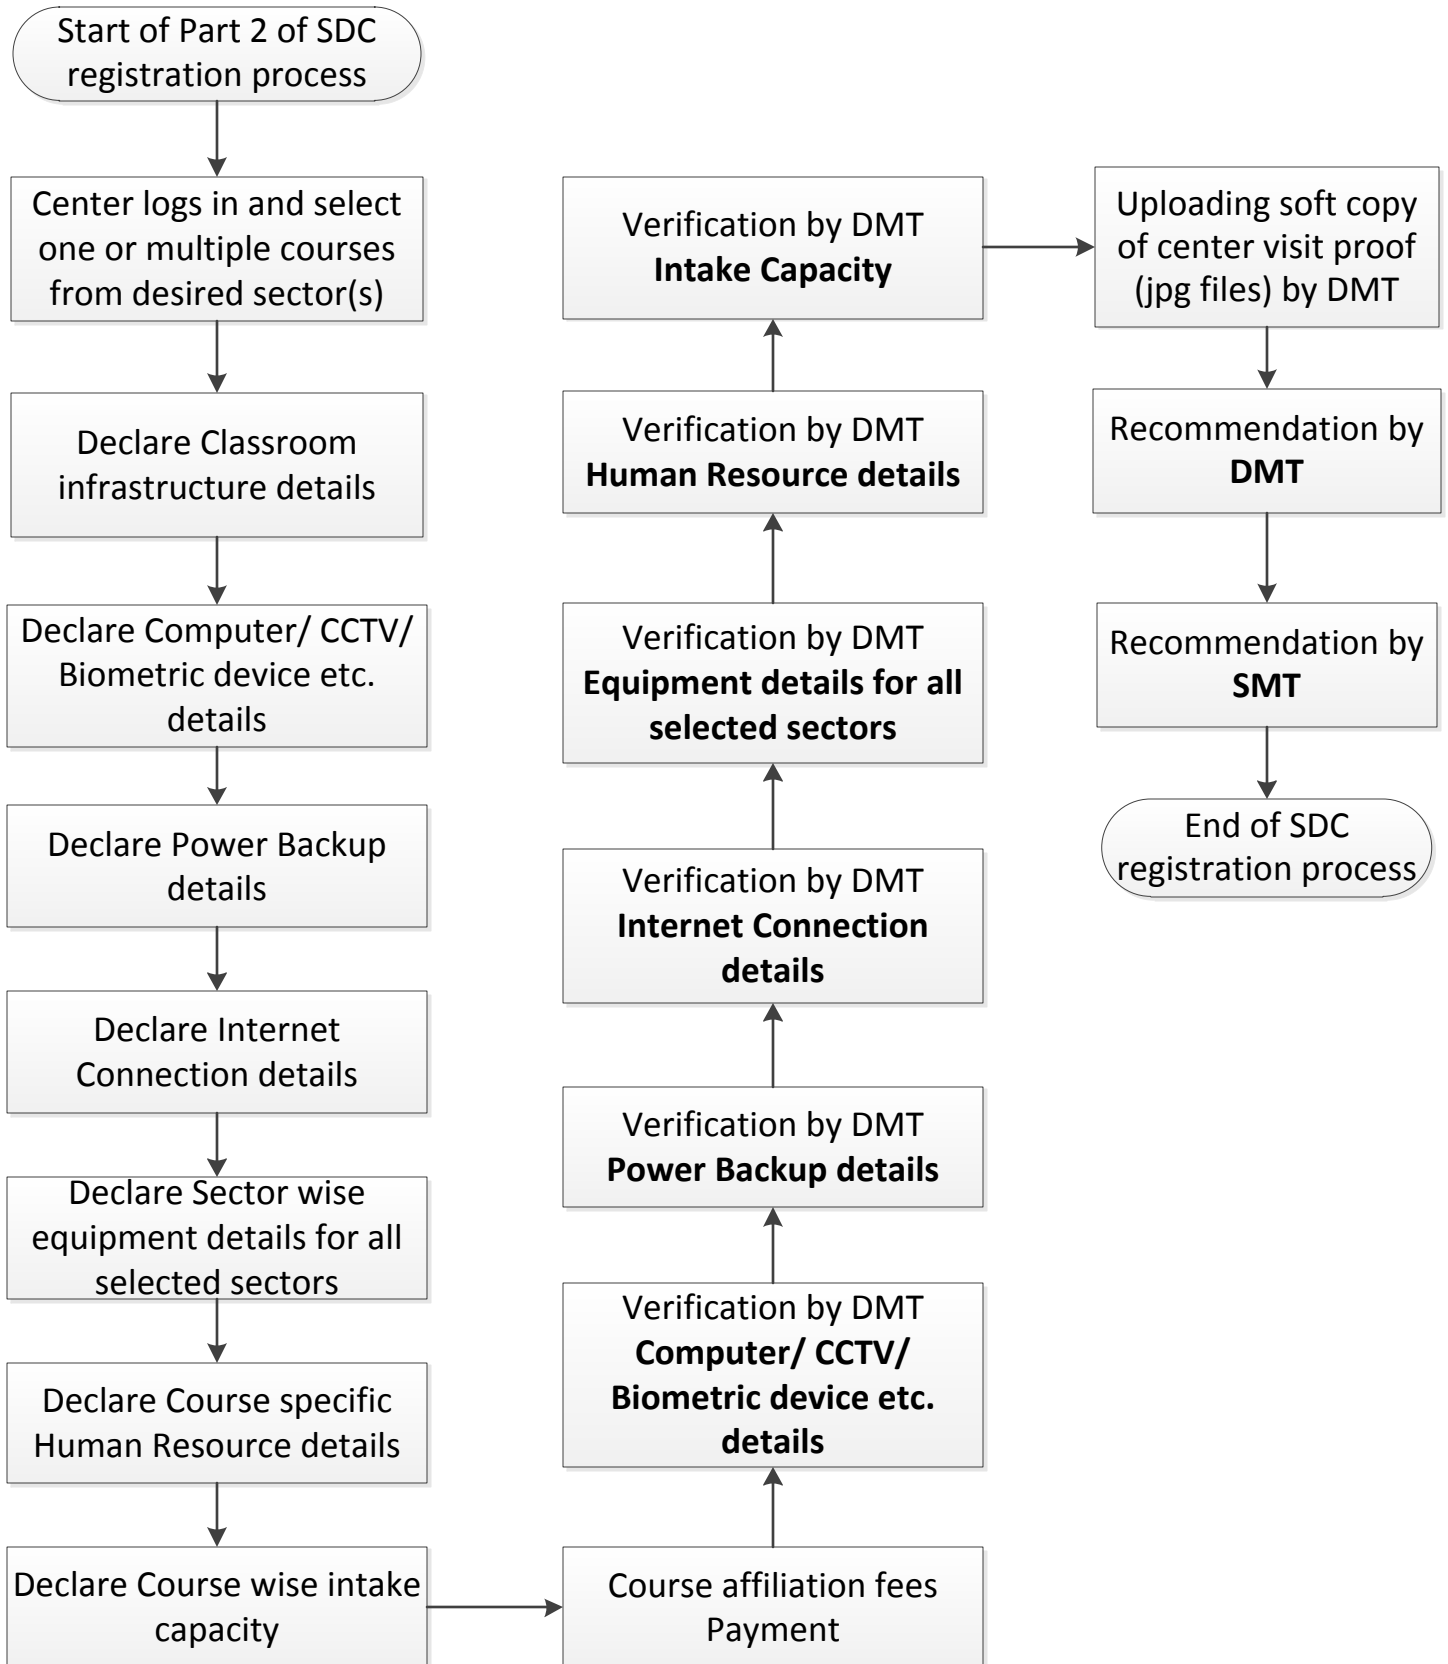 Start of Part 2 of SDC
registration process
Center logs in and select
one or multiple courses
from desired sector(s)
Declare Classroom
infrastructure details
Declare Computer/ CCTV/
Biometric device etc.
details
Declare Power Backup
details
Declare Internet
Connection details
Declare Sector wise
equipment details for all
selected sectors
Declare Course specific
Human Resource details
Declare Course wise intake
capacity
Course affiliation fees
Payment
Verification by DMT
Computer/ CCTV/
Biometric device etc.
details
Verification by DMT
Power Backup details
Verification by DMT
Internet Connection
details
Verification by DMT
Equipment details for all
selected sectors
Verification by DMT
Human Resource details
Verification by DMT
Intake Capacity
Uploading soft copy
of center visit proof
(jpg files) by DMT
Recommendation by
DMT
Recommendation by
SMT
End of SDC
registration process